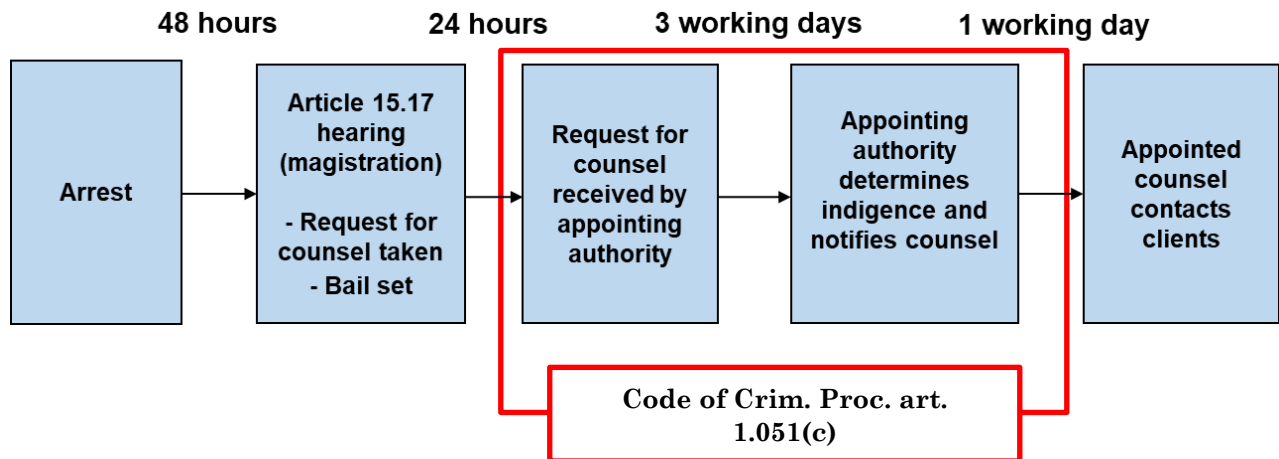 48 hours
24 hours
3 working days
1 working day
Arrest
Article 15.17
hearing
(magistration)
- Request for
counsel taken
- Bail set
Request for
counsel
received by
appointing
authority
Appointing
authority
determines
indigence and
notifies counsel
Appointed
counsel
contacts
clients
Code of Crim. Proc. art.
1.051(c)